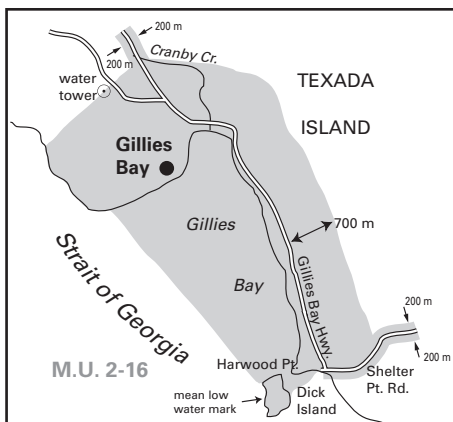 200 m
200 m
Cranby Cr.
water
tower
TEXADA
ISLAND
Gillies
Bay
Gillies
Bay
700 m
Gillies Bay Hwy.
Strait of Georgia
M.U. 2-16
200 m
200 m
Harwood Pt.
Shelter
Pt. Rd.
Dick
Island
mean low
water mark